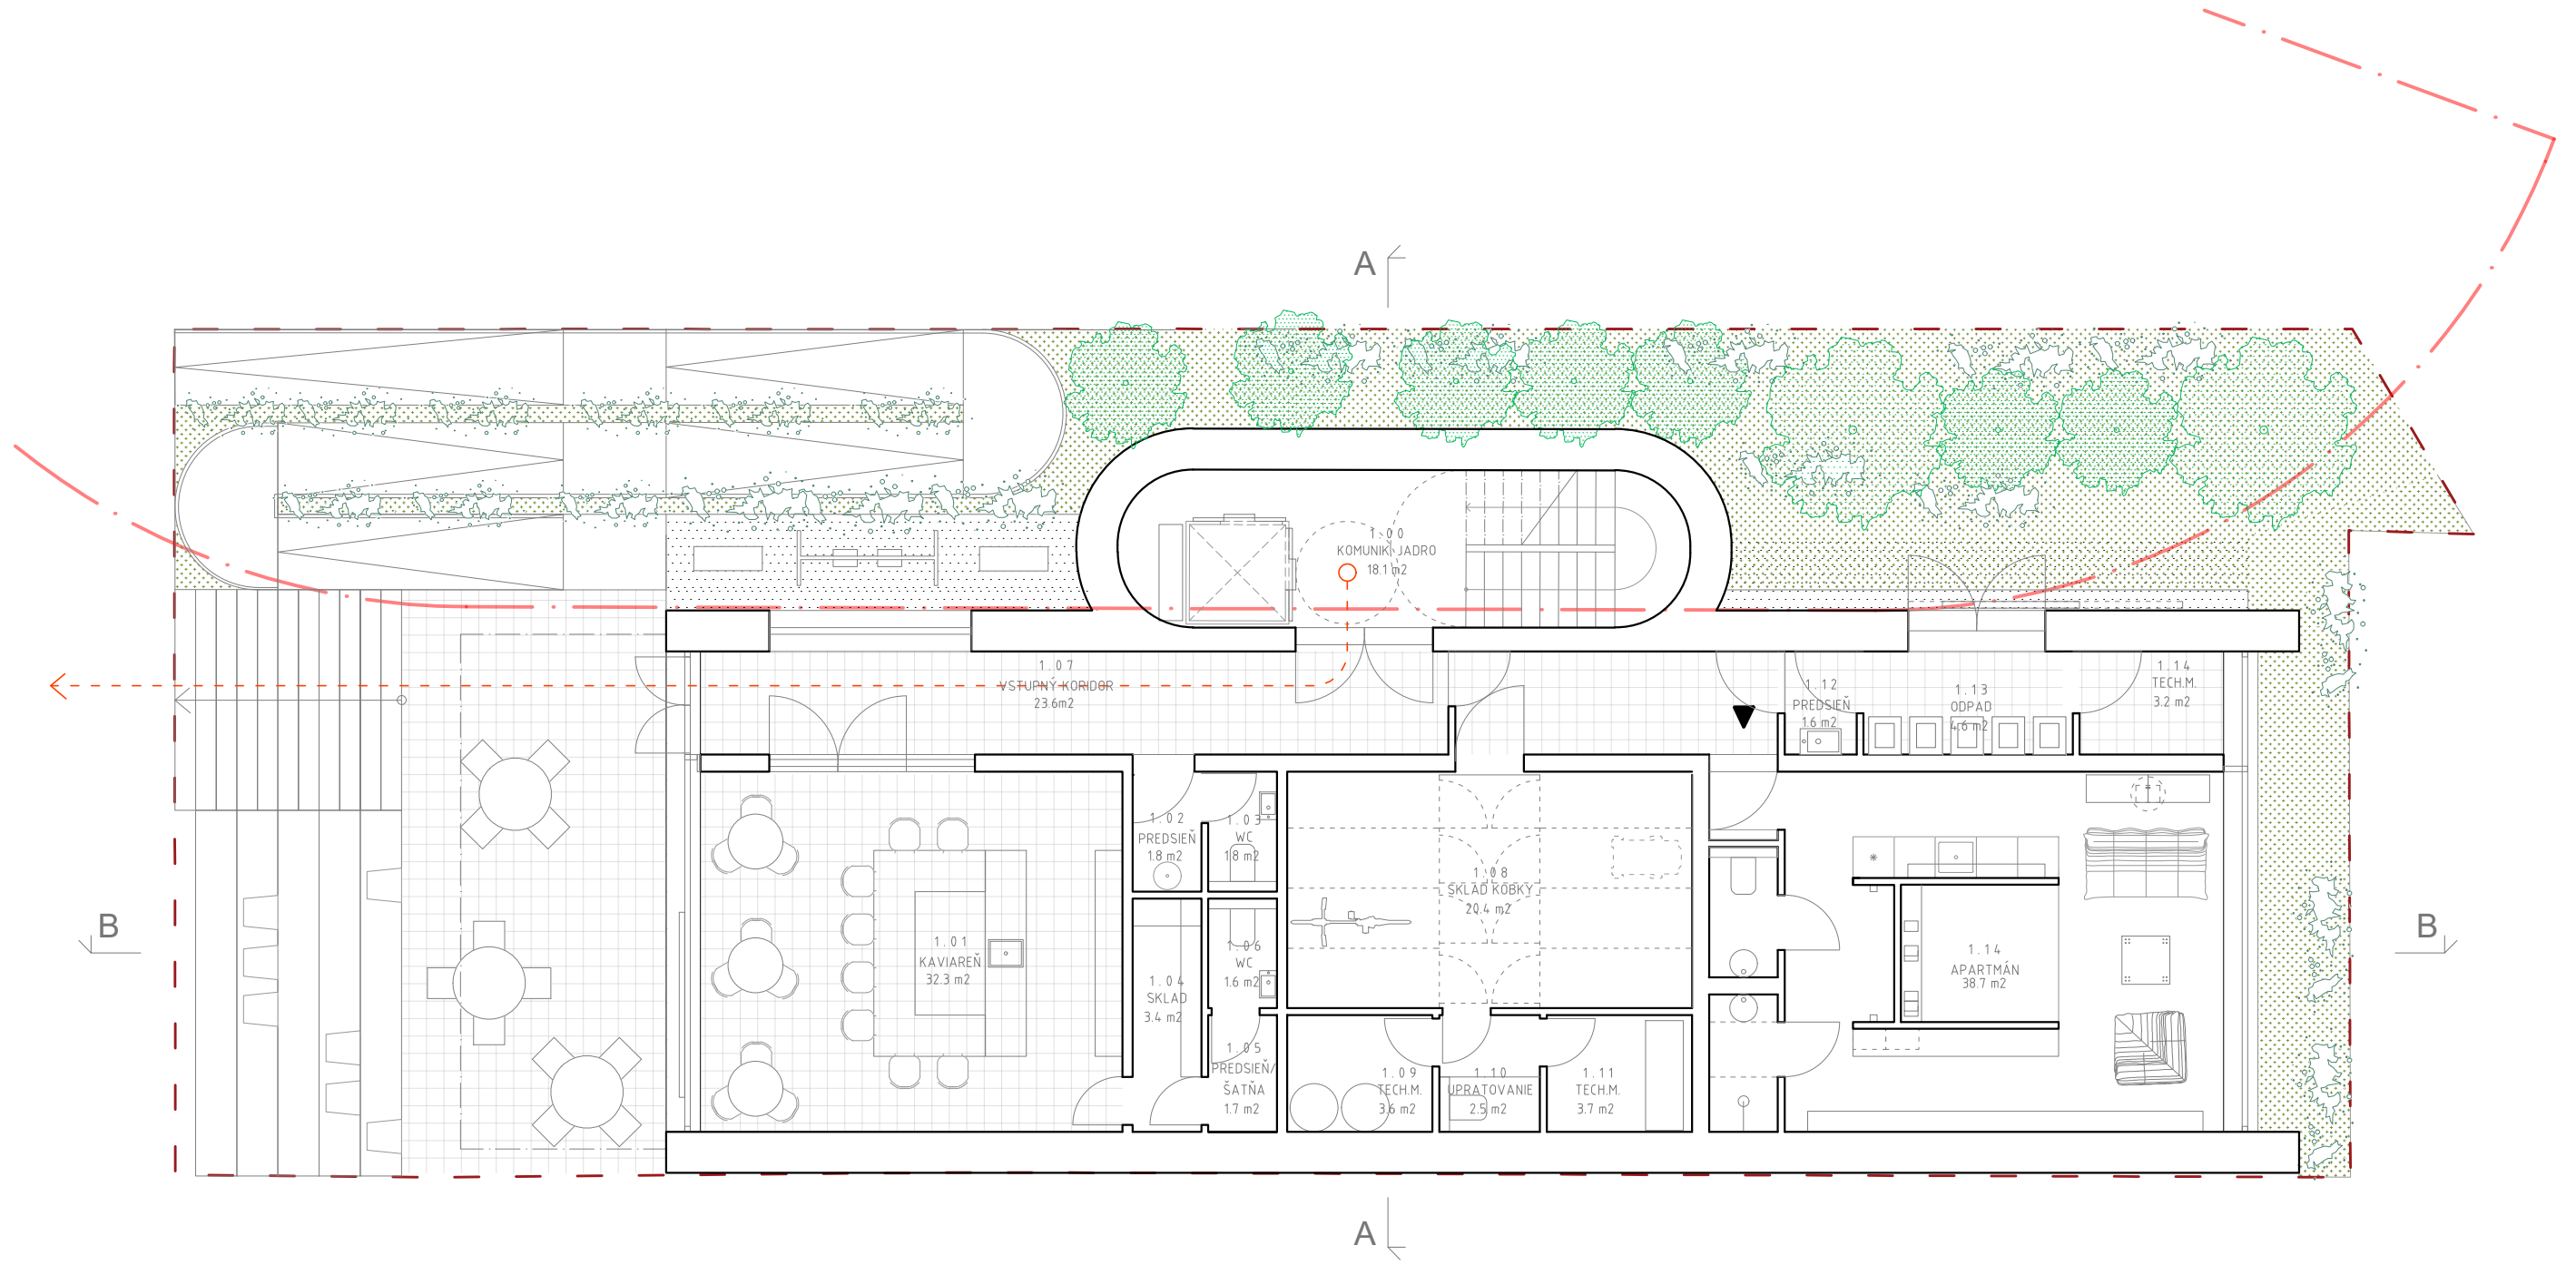 A
1.00
KOMUNIK. JADRO
18.1 m2
1.07
VSTUPNÝ KORIDOR
23.6m2
1.12
PREDSIEŇ
1.6 m2
1.13
ODPAD
4.6 m2
1.14
TECH.M.
3.2 m2
1.02
PREDSIEŇ
1.8 m2
1.03
WC
1.8 m2
1.08
SKLAD KOBKY
20.4 m2
B
1.01
KAVIAREŇ
32.3 m2
1.04
SKLAD
3.4 m2
1.06
WC
1.6 m2
1.14
APARTMÁN
38.7 m2
B
1.05
PREDSIEŇ/
ŠATŇA
1.7 m2
1.09
TECH.M.
3.6 m2
1.10
UPRATOVANIE
2.5 m2
1.11
TECH.M.
3.7 m2
A